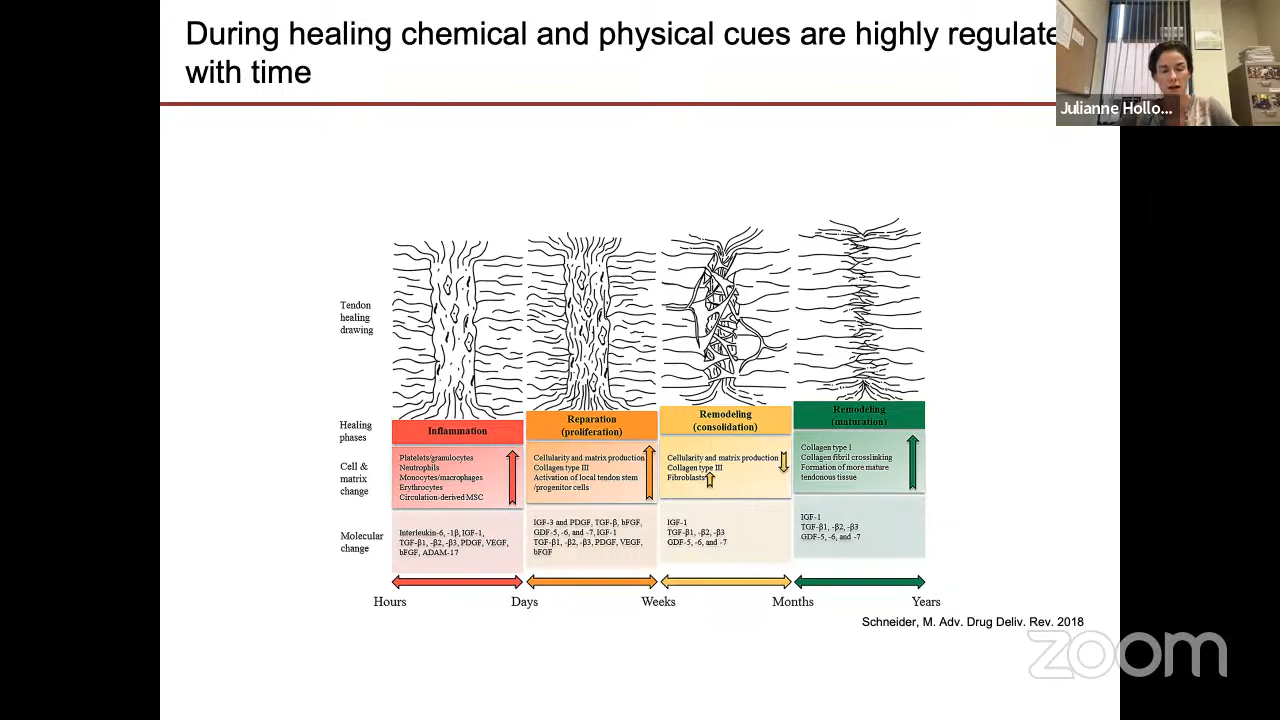 During healing chemical and physical cues are highly regulate
with time
Julianne Hollo...
Tendon
healing
drawing
Healing
phases
Inflammation
Reparation
(proliferation)
Remodeling
(consolidation)
Remodeling
(maturation)
Cell &
matrix
change
Platelets/granulocytes
Neutrophils
Monocytes/macrophages
Erythrocytes
Circulation-derived MSC
Cellularity and matrix production
Collagen type III
Activation of local tendon stem
/progenitor cells
Cellularity and matrix production
Collagen type III
Fibroblasts
Collagen type I
Collagen fibril crosslinking
Formation of more mature
tendonous tissue
Molecular
change
Interleukin-6, -1β, IGF-1,
TGF-β1, -β2, -β3, PDGF, VEGF,
bFGF, ADAM-17
IGF-3 and PDGF, TGF-β, bFGF,
GDF-5, -6, and -7, IGF-1
TGF-β1, -β2, -β3, PDGF, VEGF,
bFGF
IGF-1
TGF-β1, -β2, -β3
GDF-5, -6, and -7
IGF-1
TGF-β1, -β2, -β3
GDF-5, -6, and -7
Hours
Days
Weeks
Months
Years
Schneider, M. Adv. Drug Deliv. Rev. 2018
zoom